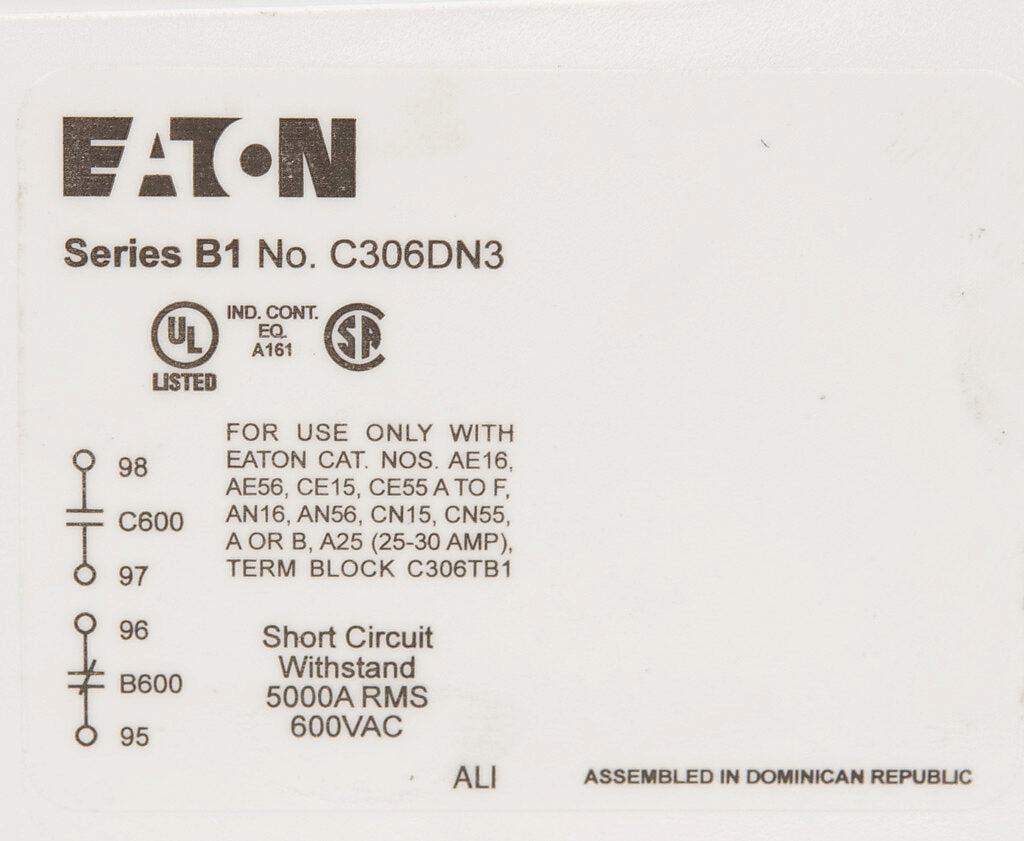 EATON
Series B1 No. C306DN3
UL
LISTED
IND. CONT.
EQ.
A161
SA
FOR USE ONLY WITH
EATON CAT. NOS. AE16,
AE56, CE15, CE55 A TO F,
AN16, AN56, CN15, CN55,
A OR B, A25 (25-30 AMP),
TERM BLOCK C306TB1
98
C600
97
96
B600
95
Short Circuit
Withstand
5000A RMS
600VAC
ALI
ASSEMBLED IN DOMINICAN REPUBLIC